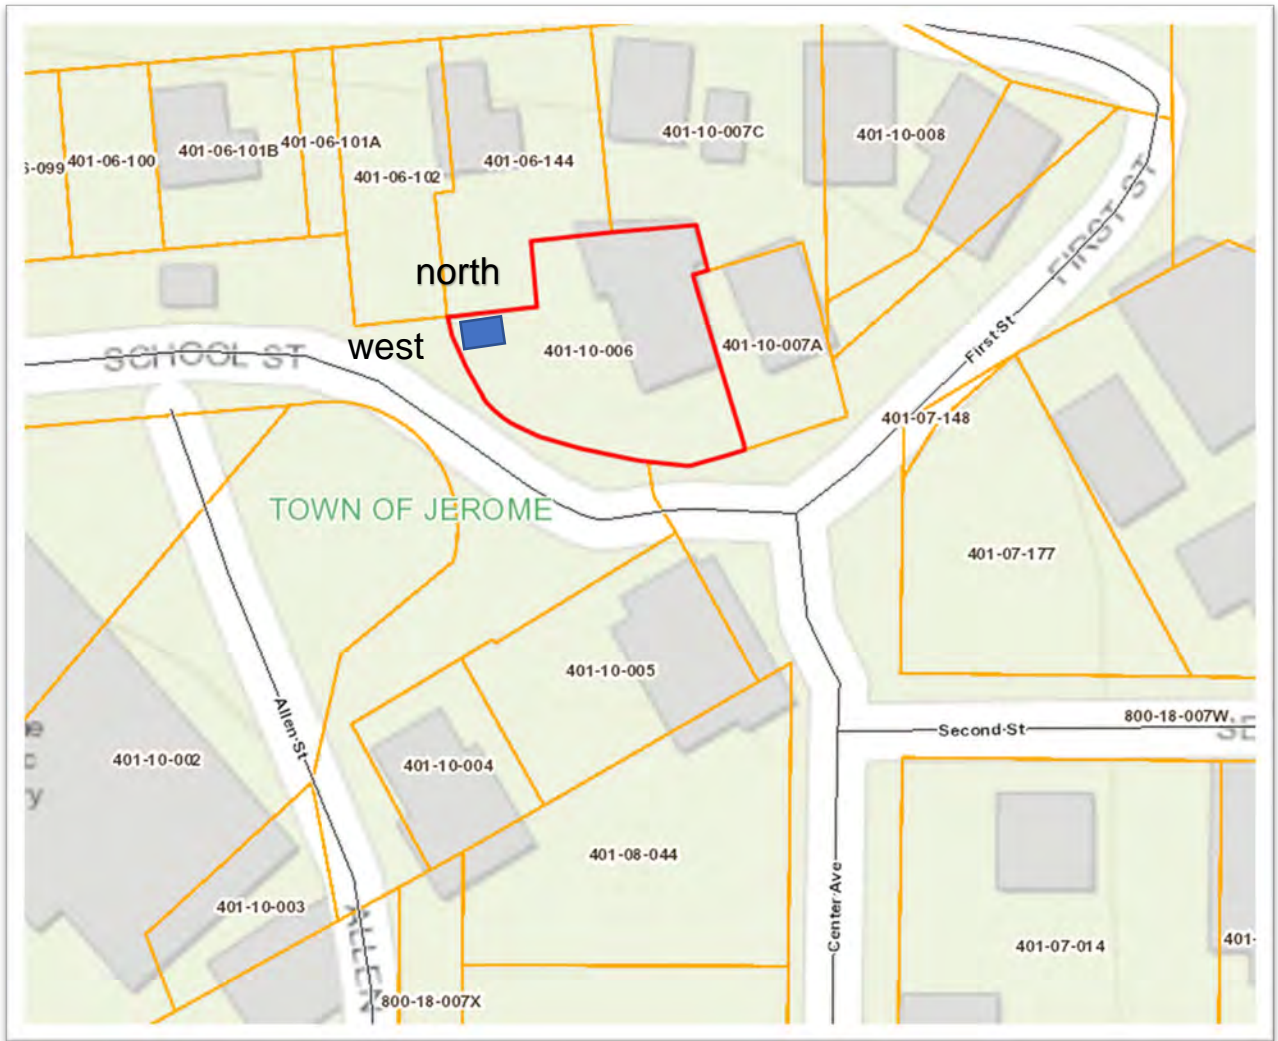 401-10-007C
401-10-008
401-06-101A
401-06-101B
401-06-100
401-06-144
401-06-102
FIRST ST
north
First St
west
401-10-006
401-10-007A
SCHOOL ST
401-07-148
TOWN OF JEROME
401-07-177
401-10-005
Allen St
800-18-007W
Second St
401-10-002
401-10-004
401-08-044
Center Ave
401-10-003
ALLEN
401-07-014
800-18-007X